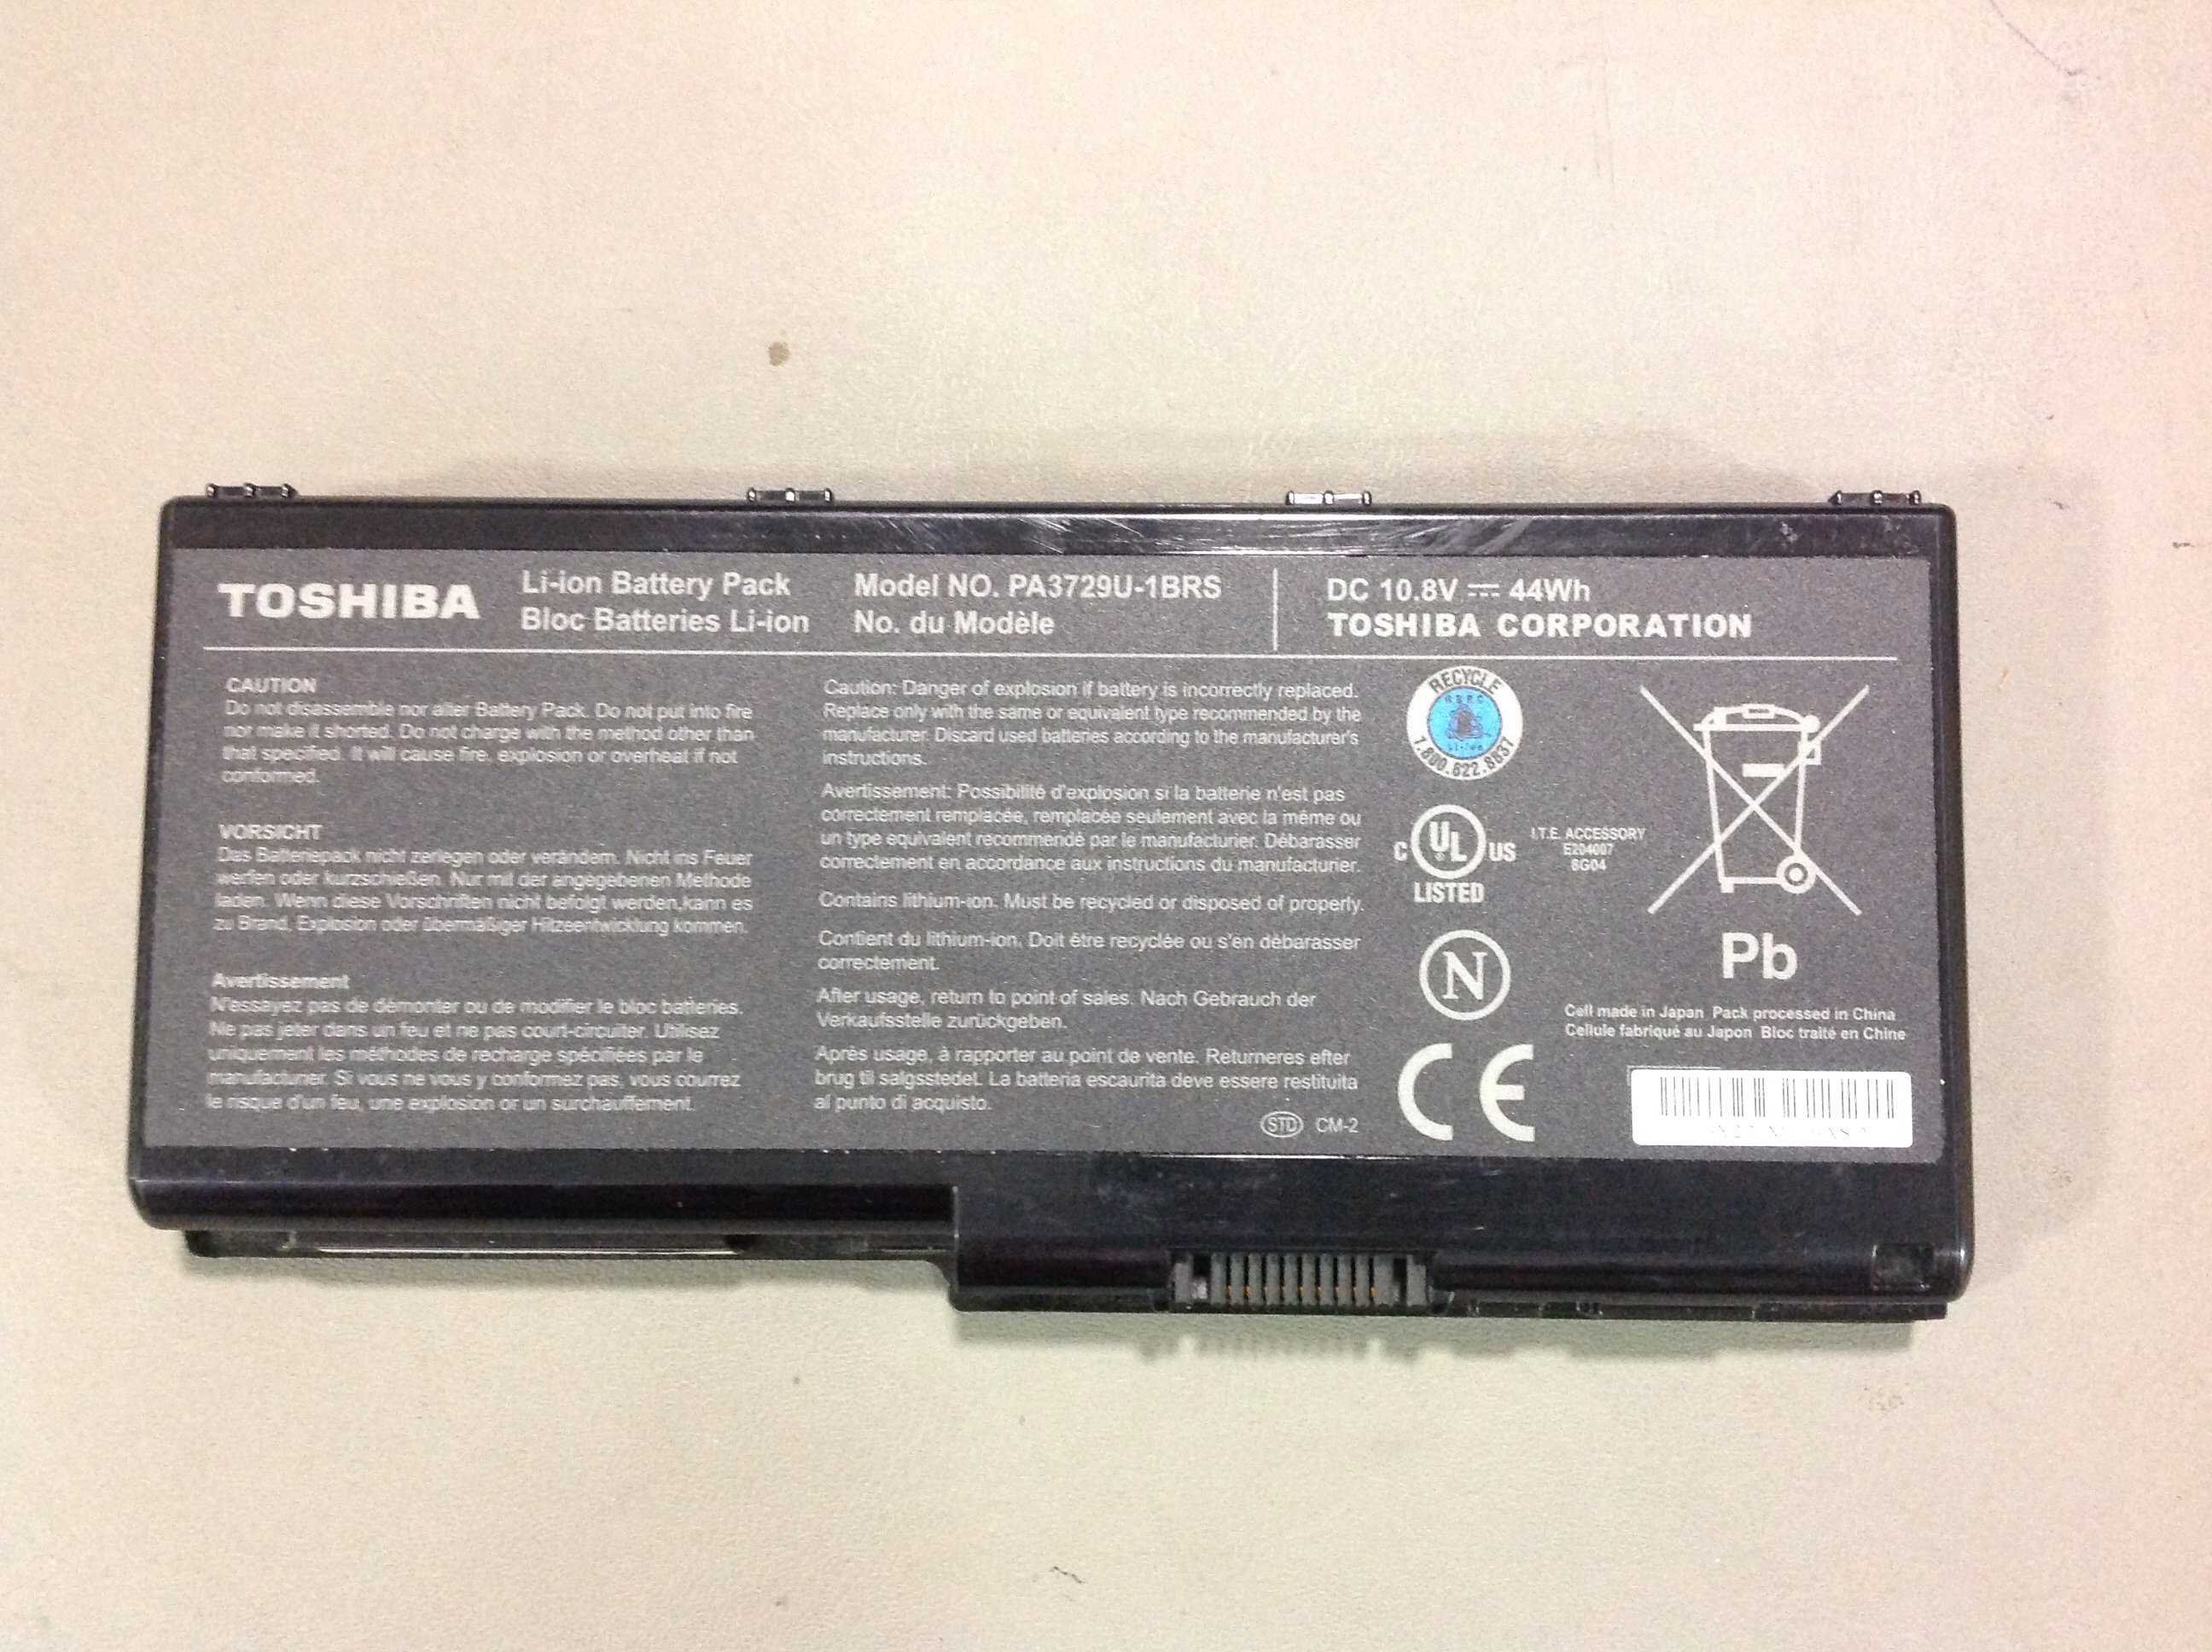 TOSHIBA
Li-ion Battery Pack
Bloc Batteries Li-ion
Model NO. PA3729U-1BRS
No. du Modèle
DC 10.8V 44Wh
TOSHIBA CORPORATION
CAUTION
Do not disassemble nor alter Battery Pack. Do not put into fire
nor make it shorted. Do not charge with the method other than
that specified. It will cause fire, explosion or overheat if not
conformed.
VORSICHT
Das Batteriepack nicht zerlegen oder verändern. Nicht ins Feuer
werfen oder kurzschießen. Nur mit der angegebenen Methode
laden. Wenn diese Vorschriften nicht befolgt werden,kann es
zu Brand, Explosion oder übermäßiger Hitzeentwicklung kommen.
Avertissement
N'essayez pas de démonter ou de modifier le bloc batteries.
Ne pas jeter dans un feu et ne pas court-circuiter. Utilisez
uniquement les méthodes de recharge spécifiées par le
manufacturier. Si vous ne vous y conformez pas, vous courrez
le risque d'un feu, une explosion or un surchauffement.
Caution: Danger of explosion if battery is incorrectly replaced.
Replace only with the same or equivalent type recommended by the
manufacturer. Discard used batteries according to the manufacturer's
instructions.
Avertissement: Possibilité d'explosion si la batterie n'est pas
correctement remplacée, remplacée seulement avec la même ou
un type equivalent recommendé par le manufacturier. Débarasser
correctement en accordance aux instructions du manufacturier.
Contains lithium-ion. Must be recycled or disposed of properly.
Contient du lithium-ion. Doit être recyclée ou s'en débarasser
correctement.
After usage, return to point of sales. Nach Gebrauch der
Verkaufsstelle zurückgeben.
Après usage, à rapporter au point de vente. Returneres efter
brug til salgsstedet. La batteria escaurita deve essere restituita
al punto di acquisto.
STD CM-2
RECYCLE
RBRC
Li-ion
1.800.822.8837
C UL US
LISTED
I.T.E. ACCESSORY
E204007
8G04
N
CE
Pb
Cell made in Japan Pack processed in China
Cellule fabriqué au Japon Bloc traité en Chine